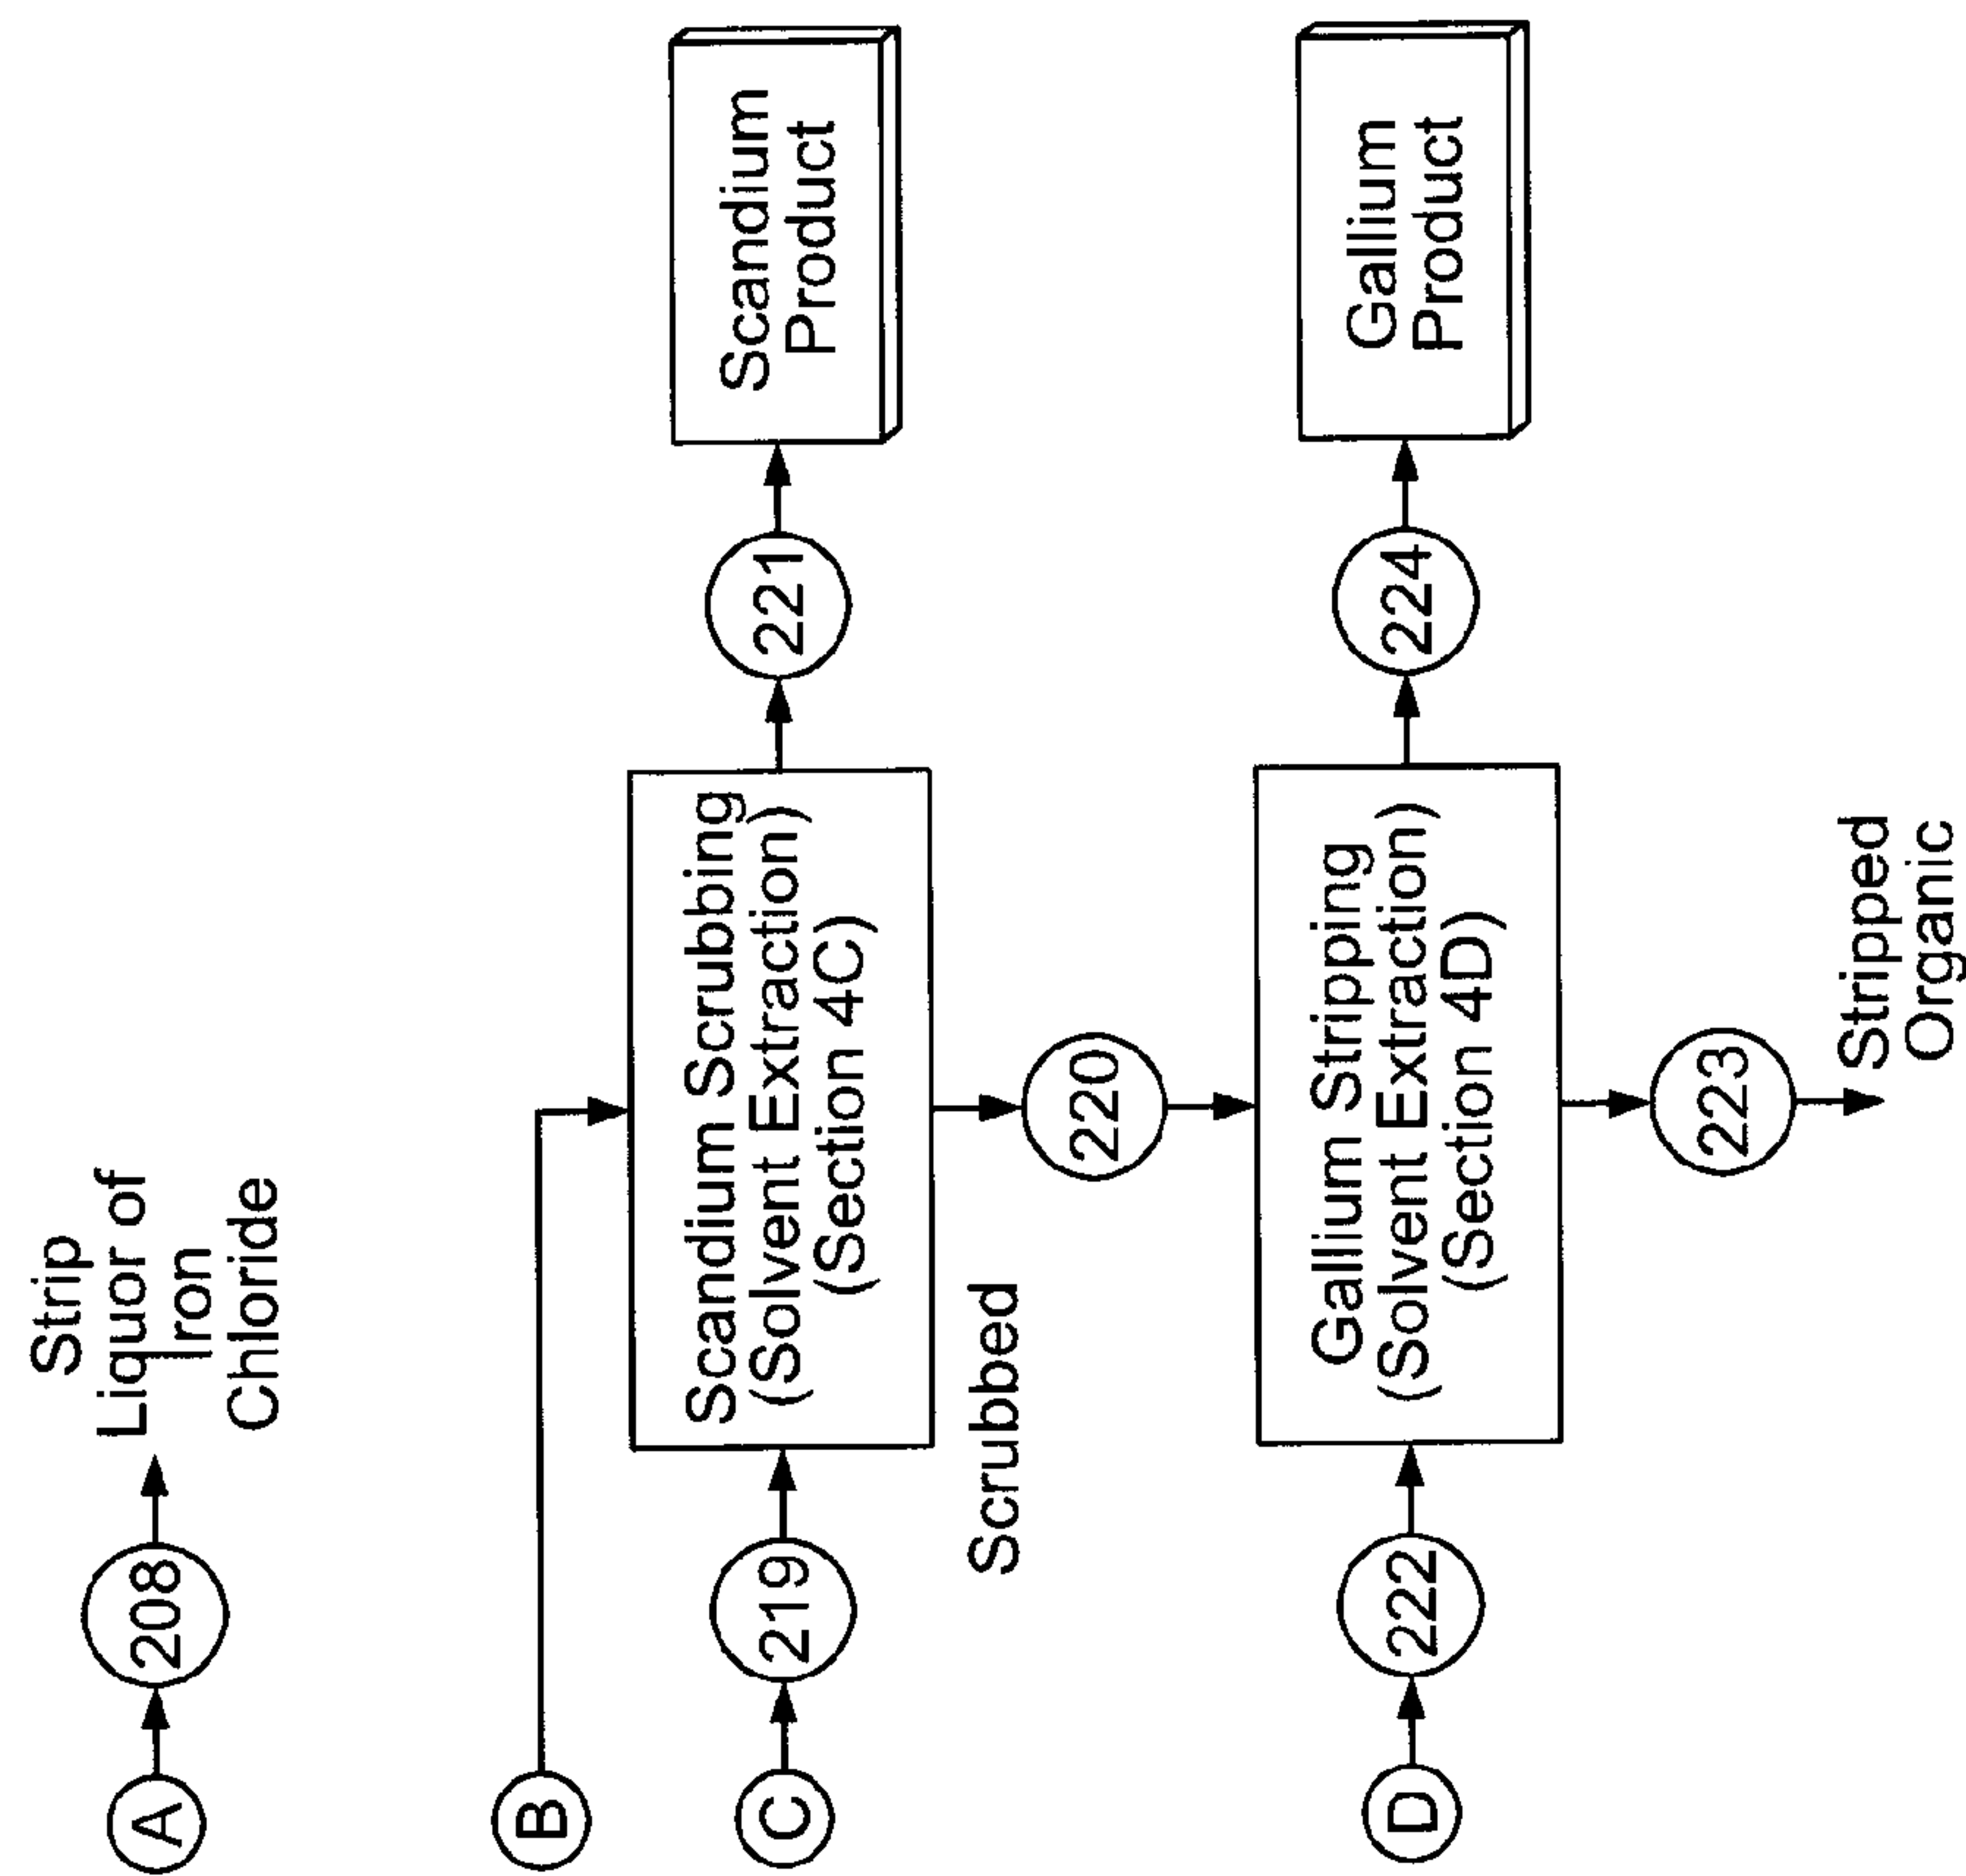 A
208
Strip
Liquor of
Iron
Chloride
B
C
219
Scandium Scrubbing
(Solvent Extraction)
(Section 4C)
221
Scandium
Product
Scrubbed
220
D
222
Gallium Stripping
(Solvent Extraction)
(Section 4D)
224
Gallium
Product
223
Stripped
Organic